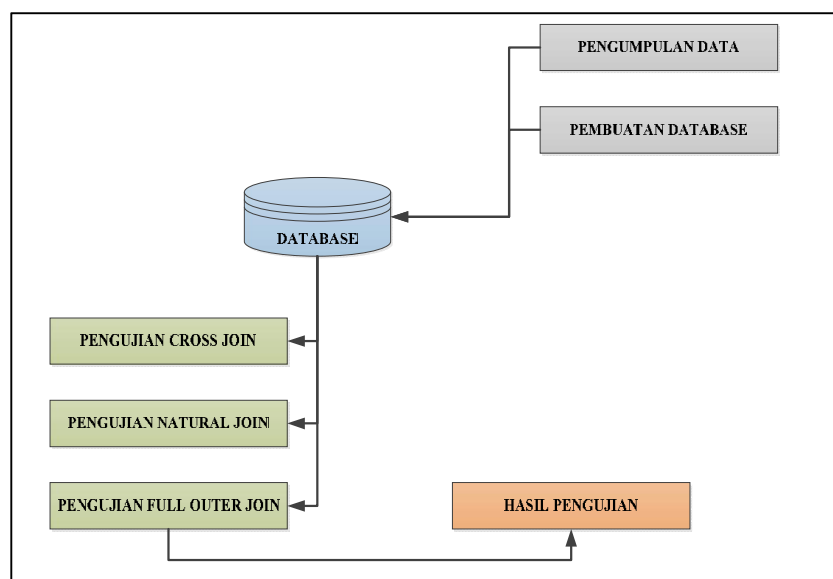 PENGUMPULAN DATA
PEMBUATAN DATABASE
DATABASE
PENGUJIAN CROSS JOIN
PENGUJIAN NATURAL JOIN
PENGUJIAN FULL OUTER JOIN
HASIL PENGUJIAN